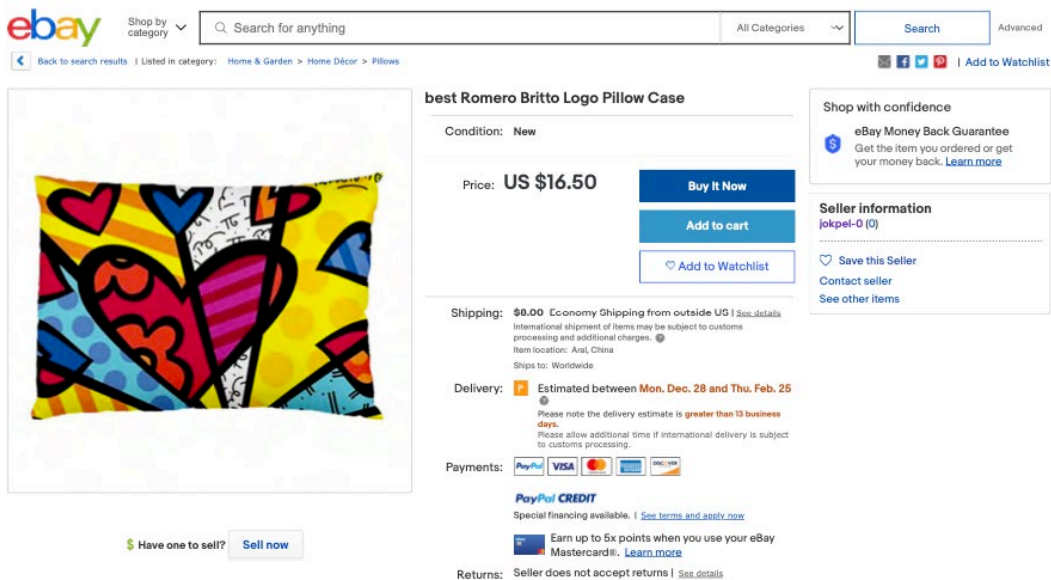 ebay
Shop by category
Search for anything
All Categories
Search
Advanced
Back to search results | Listed in category: Home & Garden > Home Décor > Pillows
| Add to Watchlist
best Romero Britto Logo Pillow Case
Condition: New
Price: US $16.50
Buy It Now
Add to cart
Add to Watchlist
Shipping: $8.00 Economy Shipping from outside US | See details
International shipment of items may be subject to customs
processing and additional charges.
Item location: Aral, China
Ships to: Worldwide
Delivery: Estimated between Mon. Dec. 28 and Thu. Feb. 25
Please note the delivery estimate is greater than 13 business
days.
Please allow additional time if international delivery is subject
to customs processing.
Payments: PayPal VISA DISCOVER
PayPal CREDIT
Special financing available. | See terms and apply now
Earn up to 5x points when you use your eBay
Mastercard®. Learn more
Returns: Seller does not accept returns | See details
Shop with confidence
eBay Money Back Guarantee
Get the item you ordered or get
your money back. Learn more
Seller information
jokpel-0 (0)
Save this Seller
Contact seller
See other items
Have one to sell? Sell now